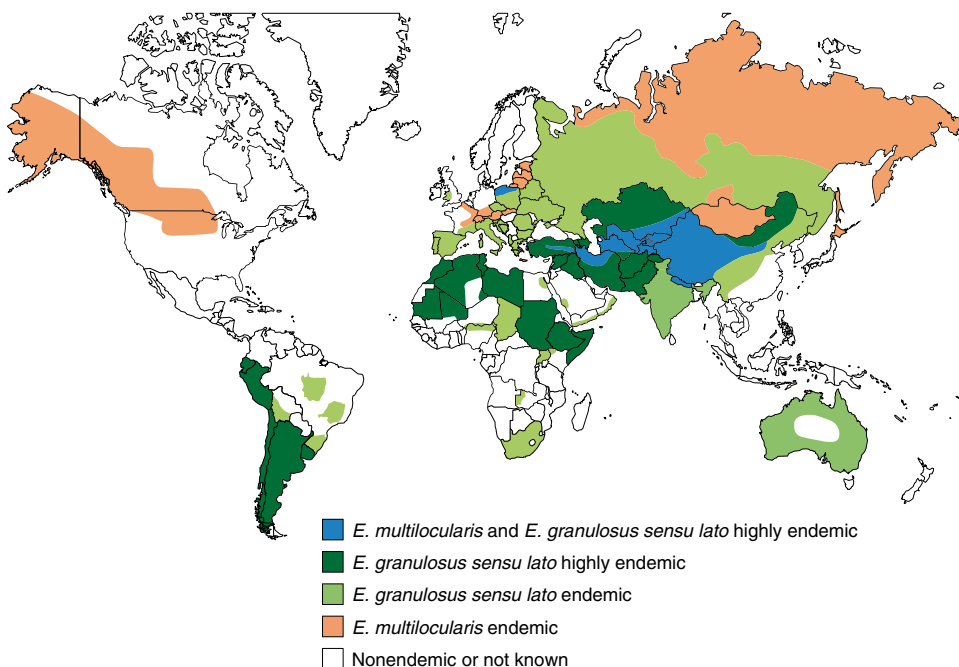 E. multilocularis and E. granulosus sensu lato highly endemic
E. granulosus sensu lato highly endemic
E. granulosus sensu lato endemic
E. multilocularis endemic
Nonendemic or not known